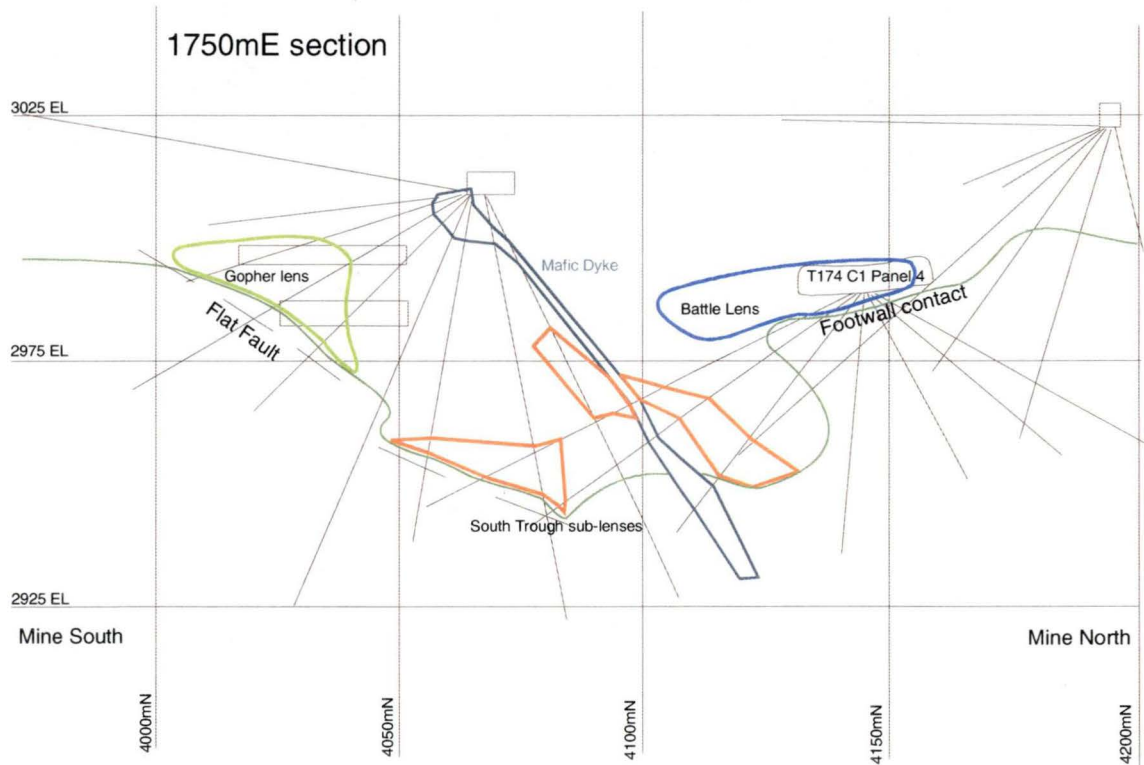 1750mE section
3025 EL
Mafic Dyke
Gopher lens
T174 C1 Panel 4
Battle Lens
Flat Fault
Footwall contact
2975 EL
South Trough sub-lenses
2925 EL
Mine South
Mine North
4000mN
4050mN
4100mN
4150mN
4200mN